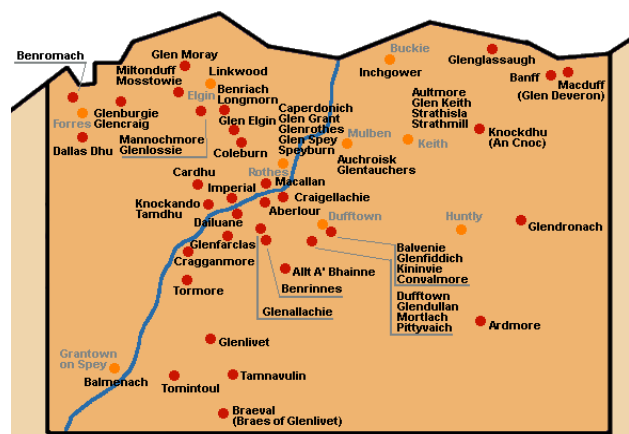 Benromach
Glen Moray
Miltonduff
Mosstowie
Linkwood
Elgin
Benriach
Longmorn
Forres
Glenburgie
Glencraig
Glen Elgin
Dallas Dhu
Mannochmore
Glenlossie
Coleburn
Buckie
Inchgower
Glenglassaugh
Banff
Macduff
(Glen Deveron)
Caperdonich
Glen Grant
Glenrothes
Glen Spey
Speyburn
Mulben
Auchroisk
Glentauchers
Aultmore
Glen Keith
Strathisla
Strathmill
Keith
Knockdhu
(An Cnoc)
Rothes
Cardhu
Imperial
Macallan
Craigellachie
Aberlour
Knockando
Tamdhu
Dailuane
Glenfarclas
Cragganmore
Dufftown
Huntly
Glendronach
Balvenie
Glenfiddich
Kininvie
Convalmore
Allt A' Bhainne
Benrinnes
Tormore
Glenallachie
Dufftown
Glendullan
Mortlach
Pittyvaich
Ardmore
Glenlivet
Grantown
on Spey
Balmenach
Tomintoul
Tamnavulin
Braeval
(Braes of Glenlivet)